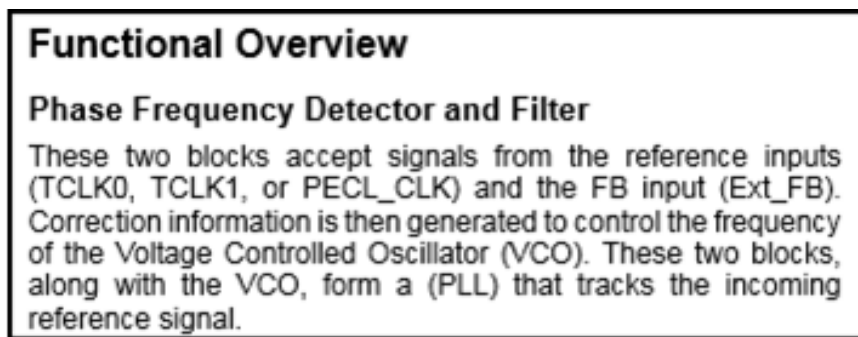 Functional Overview
Phase Frequency Detector and Filter
These two blocks accept signals from the reference inputs
(TCLK0, TCLK1, or PECL_CLK) and the FB input (Ext_FB).
Correction information is then generated to control the frequency
of the Voltage Controlled Oscillator (VCO). These two blocks,
along with the VCO, form a (PLL) that tracks the incoming
reference signal.